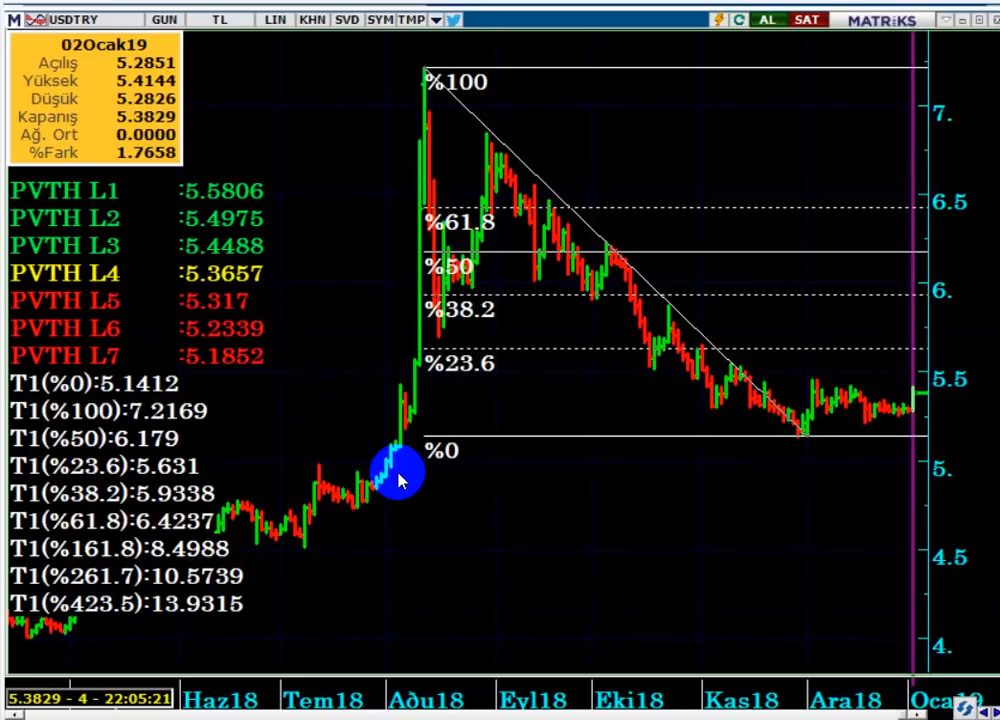 M USDTRY GUN TL LIN KHN SVD SYM TMP AL SAT MATRiKS
02Ocak19
Açılış 5.2851
Yüksek 5.4144
Düşük 5.2826
Kapanış 5.3829
Ağ. Ort 0.0000
%Fark 1.7658
PVTH L1 :5.5806
PVTH L2 :5.4975
PVTH L3 :5.4488
PVTH L4 :5.3657
PVTH L5 :5.317
PVTH L6 :5.2339
PVTH L7 :5.1852
T1(%0):5.1412
T1(%100):7.2169
T1(%50):6.179
T1(%23.6):5.631
T1(%38.2):5.9338
T1(%61.8):6.4237
T1(%161.8):8.4988
T1(%261.7):10.5739
T1(%423.5):13.9315
%100
%61.8
%50
%38.2
%23.6
%0
7.
6.5
6.
5.5
5.
4.5
4.
5.3829 - 4 - 22:05:21 Haz18 Tem18 Aðu18 Eyl18 Eki18 Kas18 Ara18